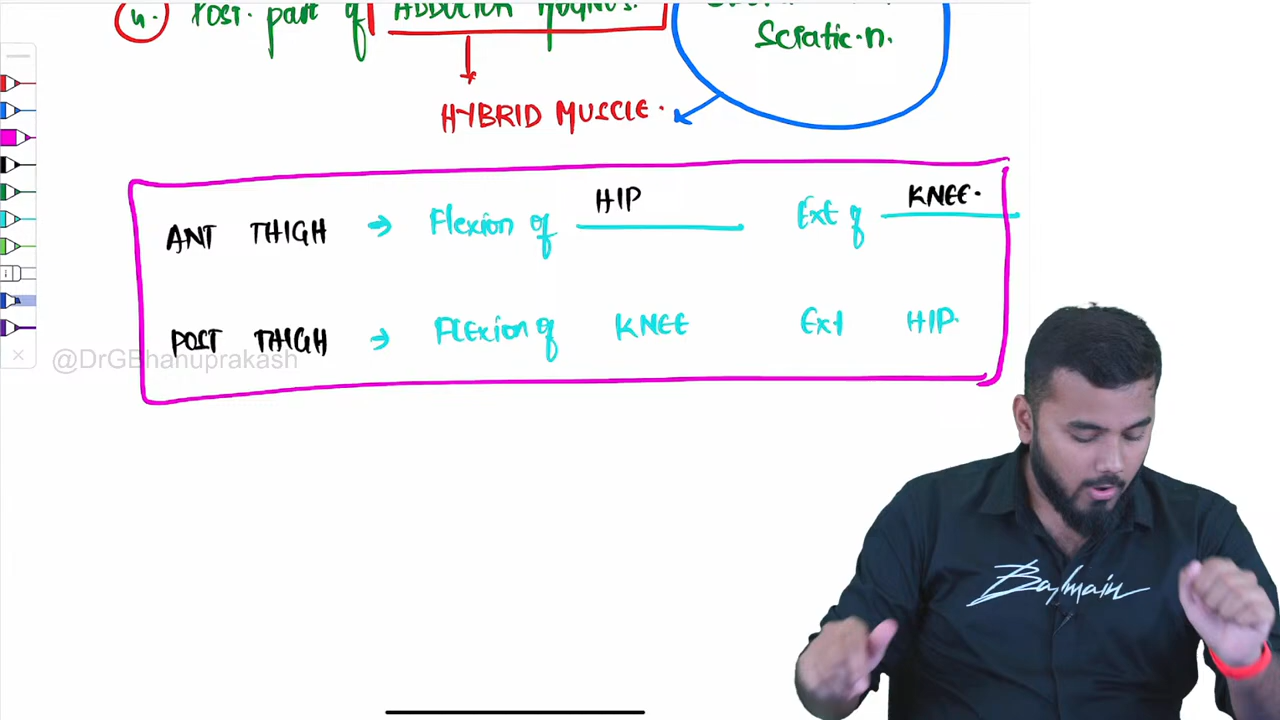 4. Post. part of ADDUCTOR MAGNUS.
Sciatic.n.
HYBRID MUSCLE.
ANT THIGH → Flexion of HIP Ext of KNEE.
POST THIGH → Flexion of KNEE Ext HIP.
@DrGBhanuprakash
Balmain